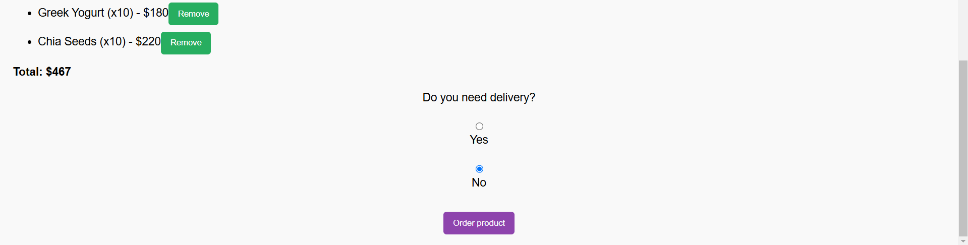 Greek Yogurt (x10) - $180 Remove
Chia Seeds (x10) - $220 Remove
Total: $467
Do you need delivery?
Yes
No
Order product